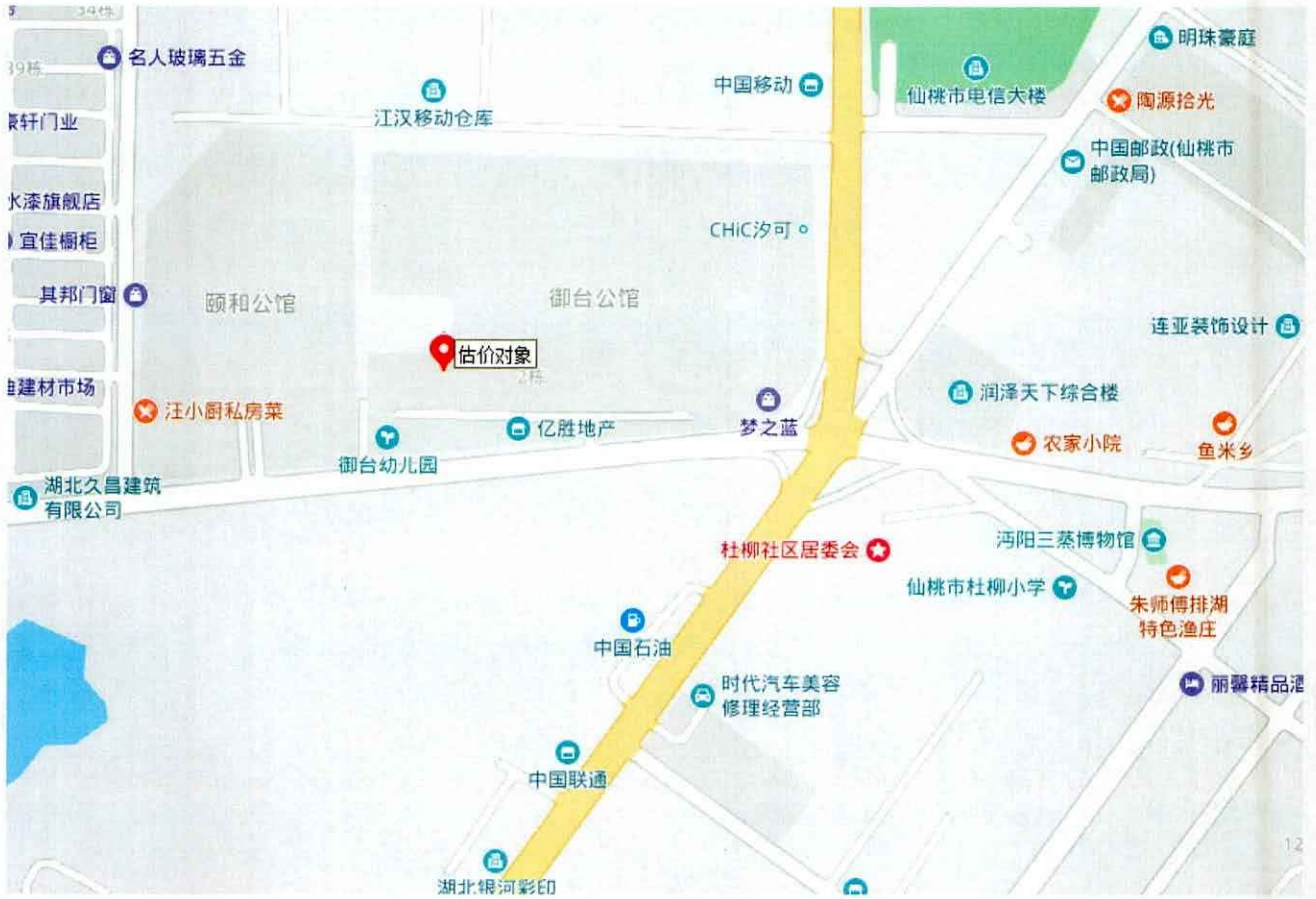 34栋
名人玻璃五金
39栋
豪轩门业
水漆旗舰店
宜佳橱柜
其邦门窗
建材市场
汪小厨私房菜
湖北久昌建筑
有限公司
江汉移动仓库
颐和公馆
御台公馆
估价对象
2栋
亿胜地产
御台幼儿园
中国移动
CHiC汐可
梦之蓝
仙桃市电信大楼
明珠豪庭
陶源拾光
中国邮政(仙桃市
邮政局)
连亚装饰设计
润泽天下综合楼
农家小院
鱼米乡
杜柳社区居委会
沔阳三蒸博物馆
仙桃市杜柳小学
朱师傅排湖
特色渔庄
丽馨精品酒
中国石油
时代汽车美容
修理经营部
中国联通
湖北银河彩印
12